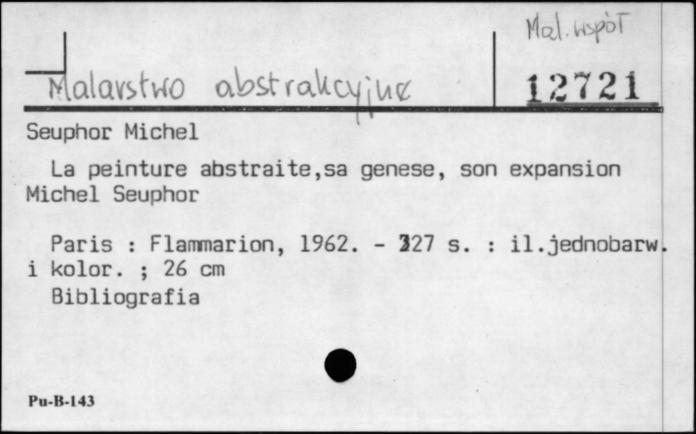 Mal. współ
Malarstwo abstrakcyjne
12721
Seuphor Michel
La peinture abstraite,sa genese, son expansion
Michel Seuphor
Paris : Flammarion, 1962. - 327 s. : il.jednobarw.
i kolor. ; 26 cm
Bibliografia
Pu-B-143